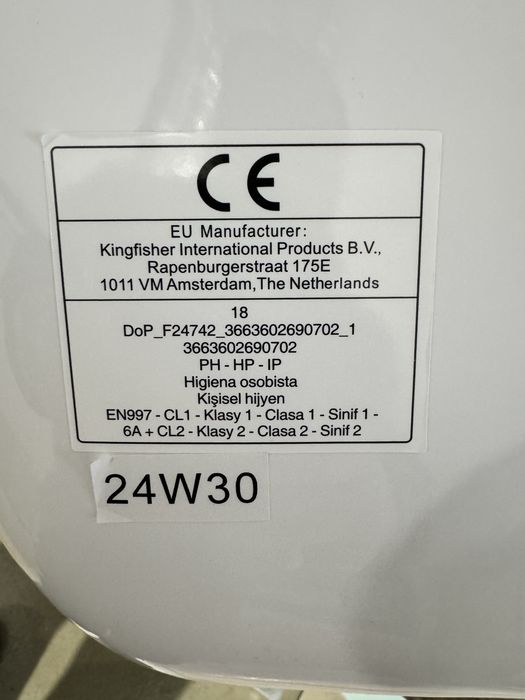 CE
EU Manufacturer:
Kingfisher International Products B.V.,
Rapenburgerstraat 175E
1011 VM Amsterdam,The Netherlands
18
DoP_F24742_3663602690702_1
3663602690702
PH - HP - IP
Higiena osobista
Kişisel hijyen
EN997 - CL1 - Klasy 1 - Clasa 1 - Sinif 1 -
6A + CL2 - Klasy 2 - Clasa 2 - Sinif 2
24W30